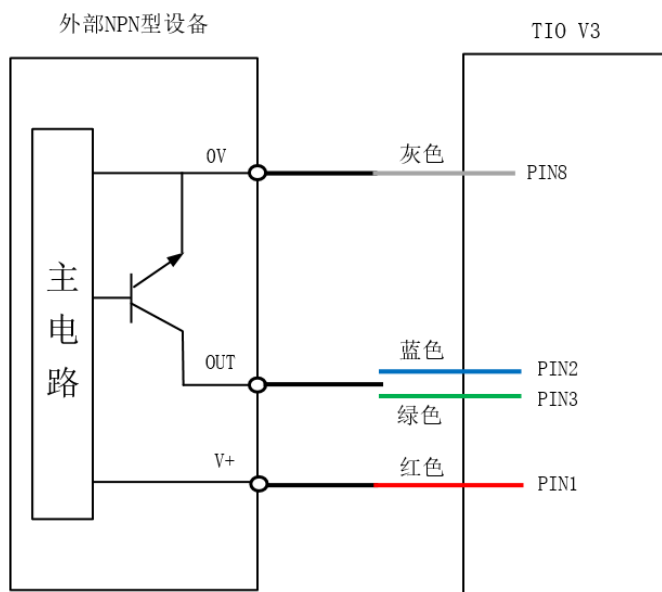 外部NPN型设备
TIO V3
0V
灰色
PIN8
主电路
OUT
蓝色
PIN2
绿色
PIN3
V+
红色
PIN1